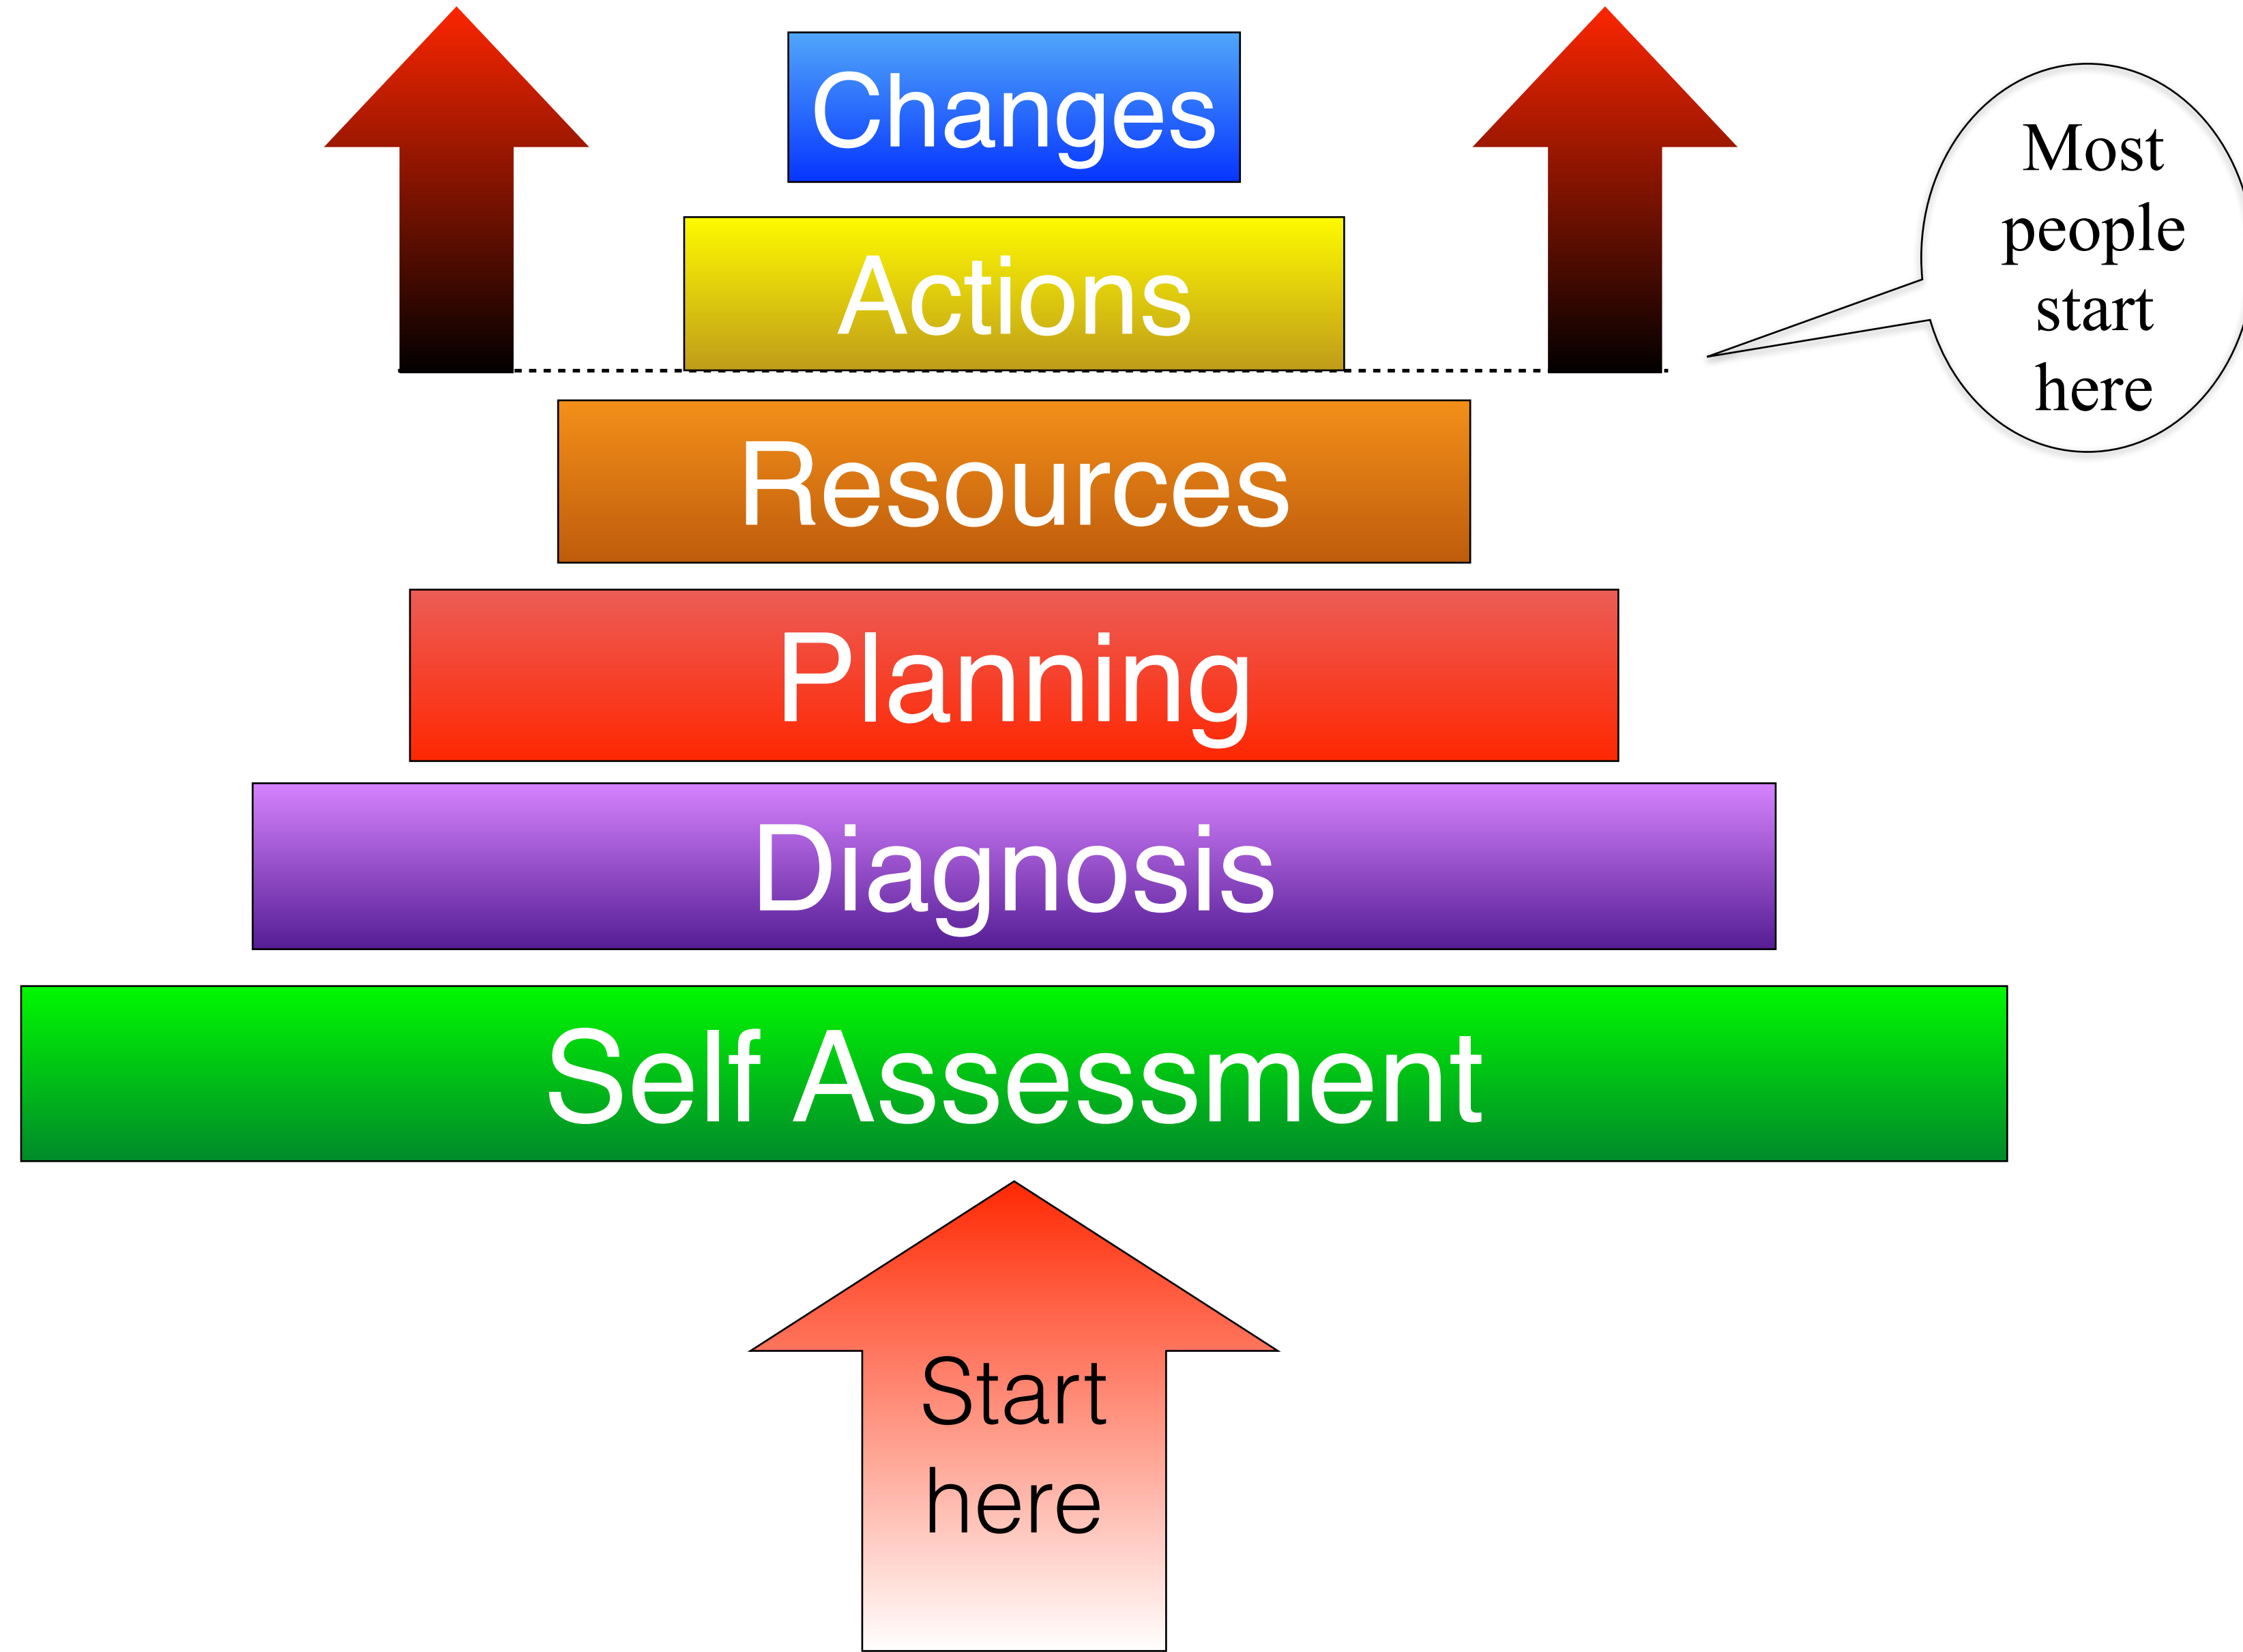 Changes
Most
people
start
here
Actions
Resources
Planning
Diagnosis
Self Assessment
Start
here